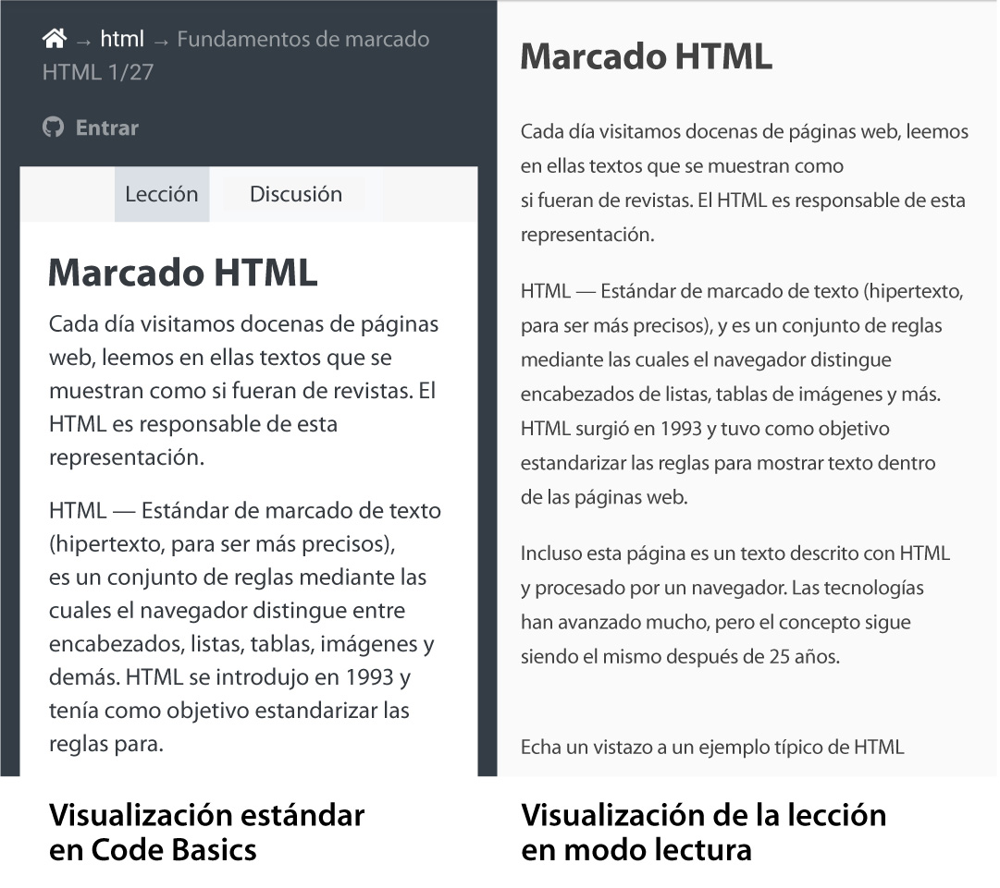 → html → Fundamentos de marcado
HTML 1/27
Entrar
Lección Discusión
Marcado HTML
Cada día visitamos docenas de páginas
web, leemos en ellas textos que se
muestran como si fueran de revistas. El
HTML es responsable de esta
representación.
HTML — Estándar de marcado de texto
(hipertexto, para ser más precisos),
es un conjunto de reglas mediante las
cuales el navegador distingue entre
encabezados, listas, tablas, imágenes y
demás. HTML se introdujo en 1993 y
tenía como objetivo estandarizar las
reglas para.
Visualización estándar
en Code Basics
Marcado HTML
Cada día visitamos docenas de páginas web, leemos
en ellas textos que se muestran como
si fueran de revistas. El HTML es responsable de esta
representación.
HTML — Estándar de marcado de texto (hipertexto,
para ser más precisos), y es un conjunto de reglas
mediante las cuales el navegador distingue
encabezados de listas, tablas de imágenes y más.
HTML surgió en 1993 y tuvo como objetivo
estandarizar las reglas para mostrar texto dentro
de las páginas web.
Incluso esta página es un texto descrito con HTML
y procesado por un navegador. Las tecnologías
han avanzado mucho, pero el concepto sigue
siendo el mismo después de 25 años.
Echa un vistazo a un ejemplo típico de HTML
Visualización de la lección
en modo lectura